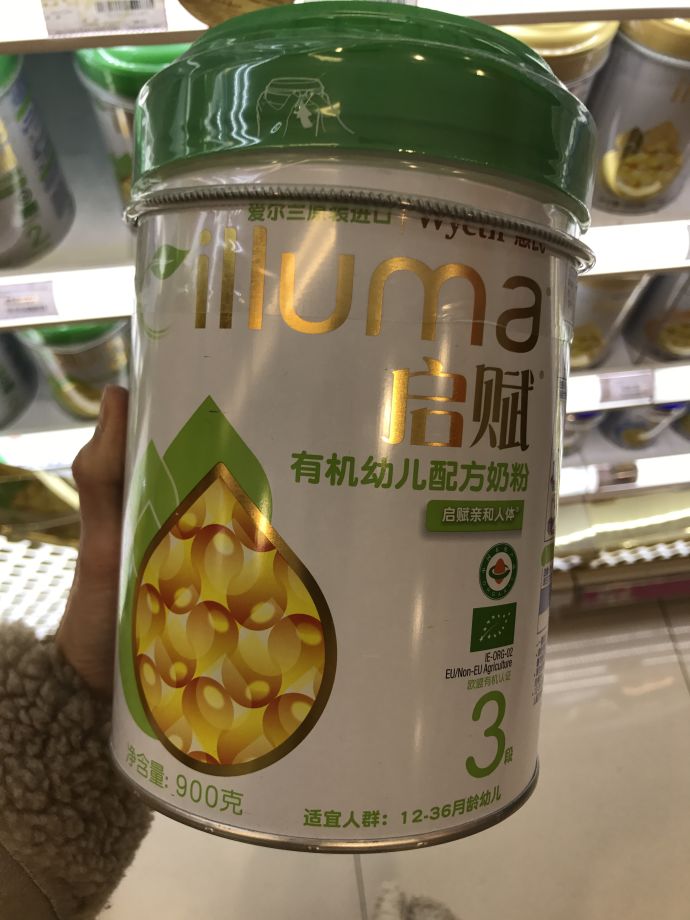 爱尔兰原装进口
Wyeth 惠氏
illuma
启赋
有机幼儿配方奶粉
启赋亲和人体
IE-ORG-02
EU/Non-EU Agriculture
欧盟有机认证
3段
净含量: 900克
适宜人群: 12-36月龄幼儿